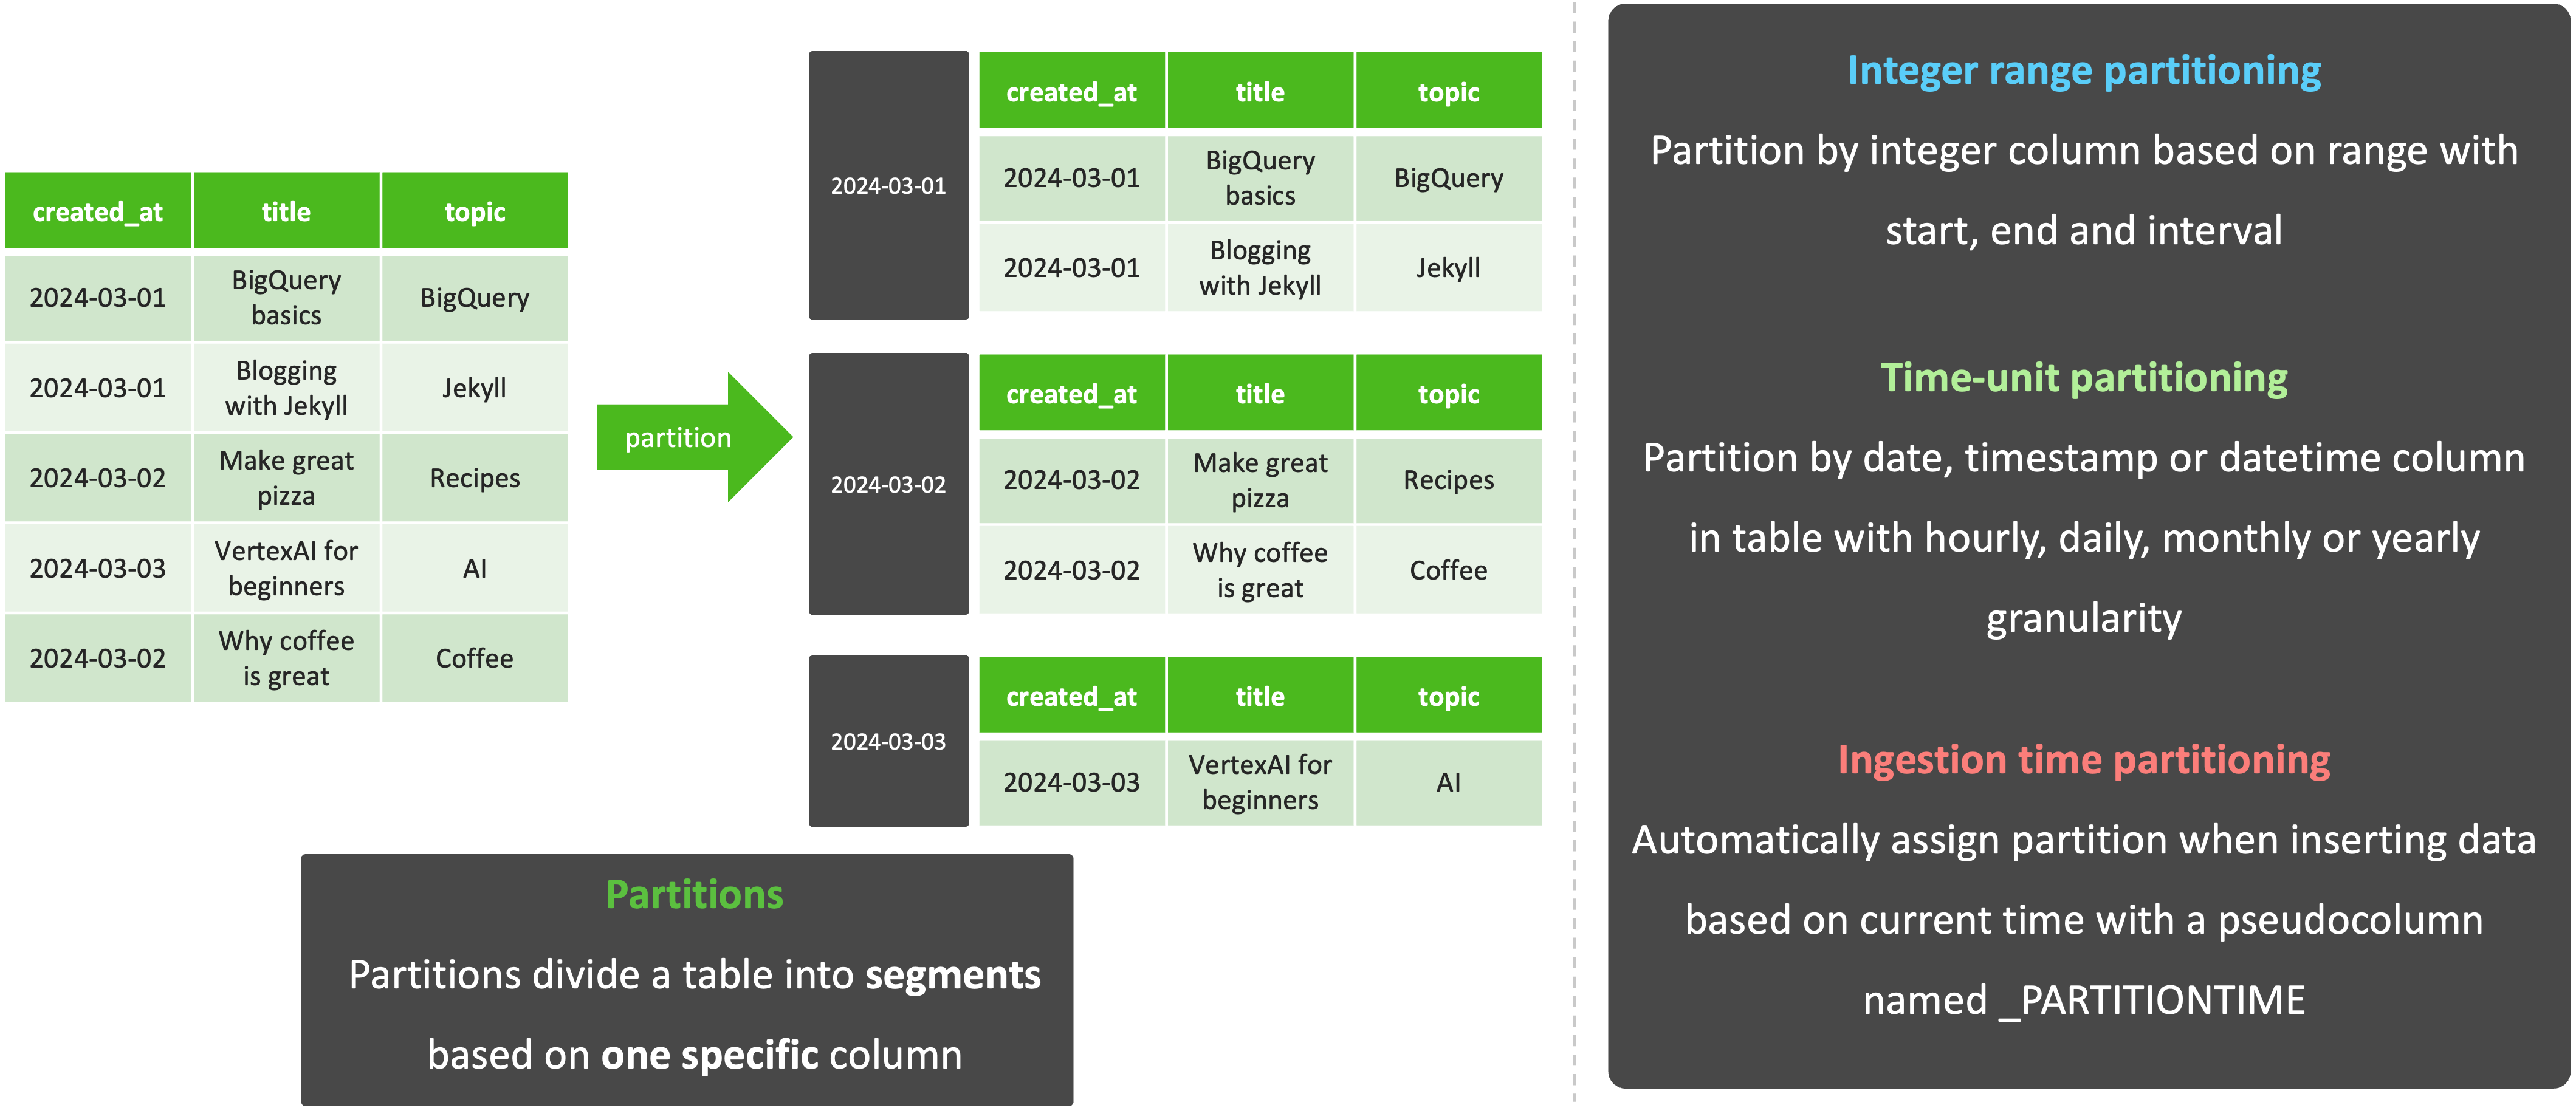 created_at title topic
2024-03-01 BigQuery basics BigQuery
2024-03-01 Blogging with Jekyll Jekyll
2024-03-02 Make great pizza Recipes
2024-03-03 VertexAI for beginners AI
2024-03-02 Why coffee is great Coffee
partition
2024-03-01
created_at title topic
2024-03-01 BigQuery basics BigQuery
2024-03-01 Blogging with Jekyll Jekyll
2024-03-02
created_at title topic
2024-03-02 Make great pizza Recipes
2024-03-02 Why coffee is great Coffee
2024-03-03
created_at title topic
2024-03-03 VertexAI for beginners AI
Partitions
Partitions divide a table into segments
based on one specific column
Integer range partitioning
Partition by integer column based on range with
start, end and interval
Time-unit partitioning
Partition by date, timestamp or datetime column
in table with hourly, daily, monthly or yearly
granularity
Ingestion time partitioning
Automatically assign partition when inserting data
based on current time with a pseudocolumn
named _PARTITIONTIME